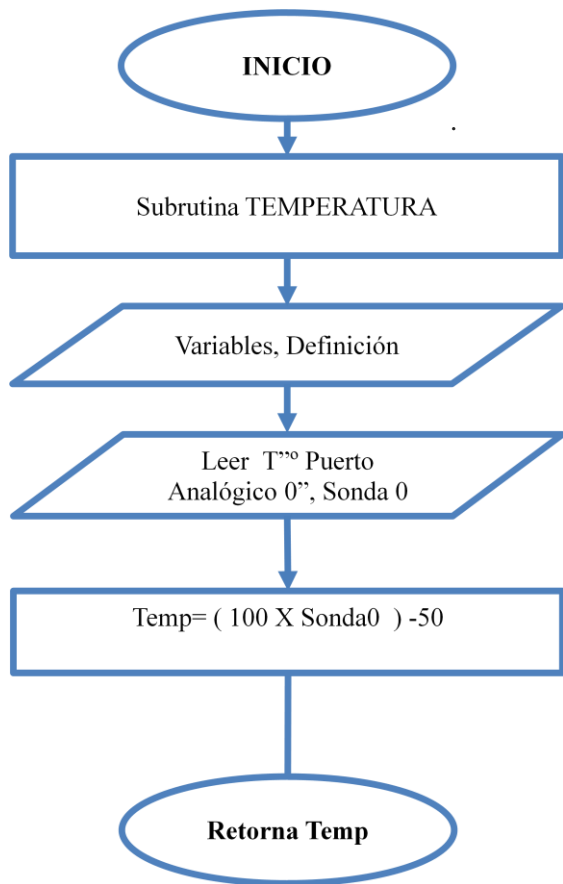 INICIO
.
Subrutina TEMPERATURA
Variables, Definición
Leer T”º Puerto
Analógico 0”, Sonda 0
Temp= ( 100 X Sonda0 ) -50
Retorna Temp